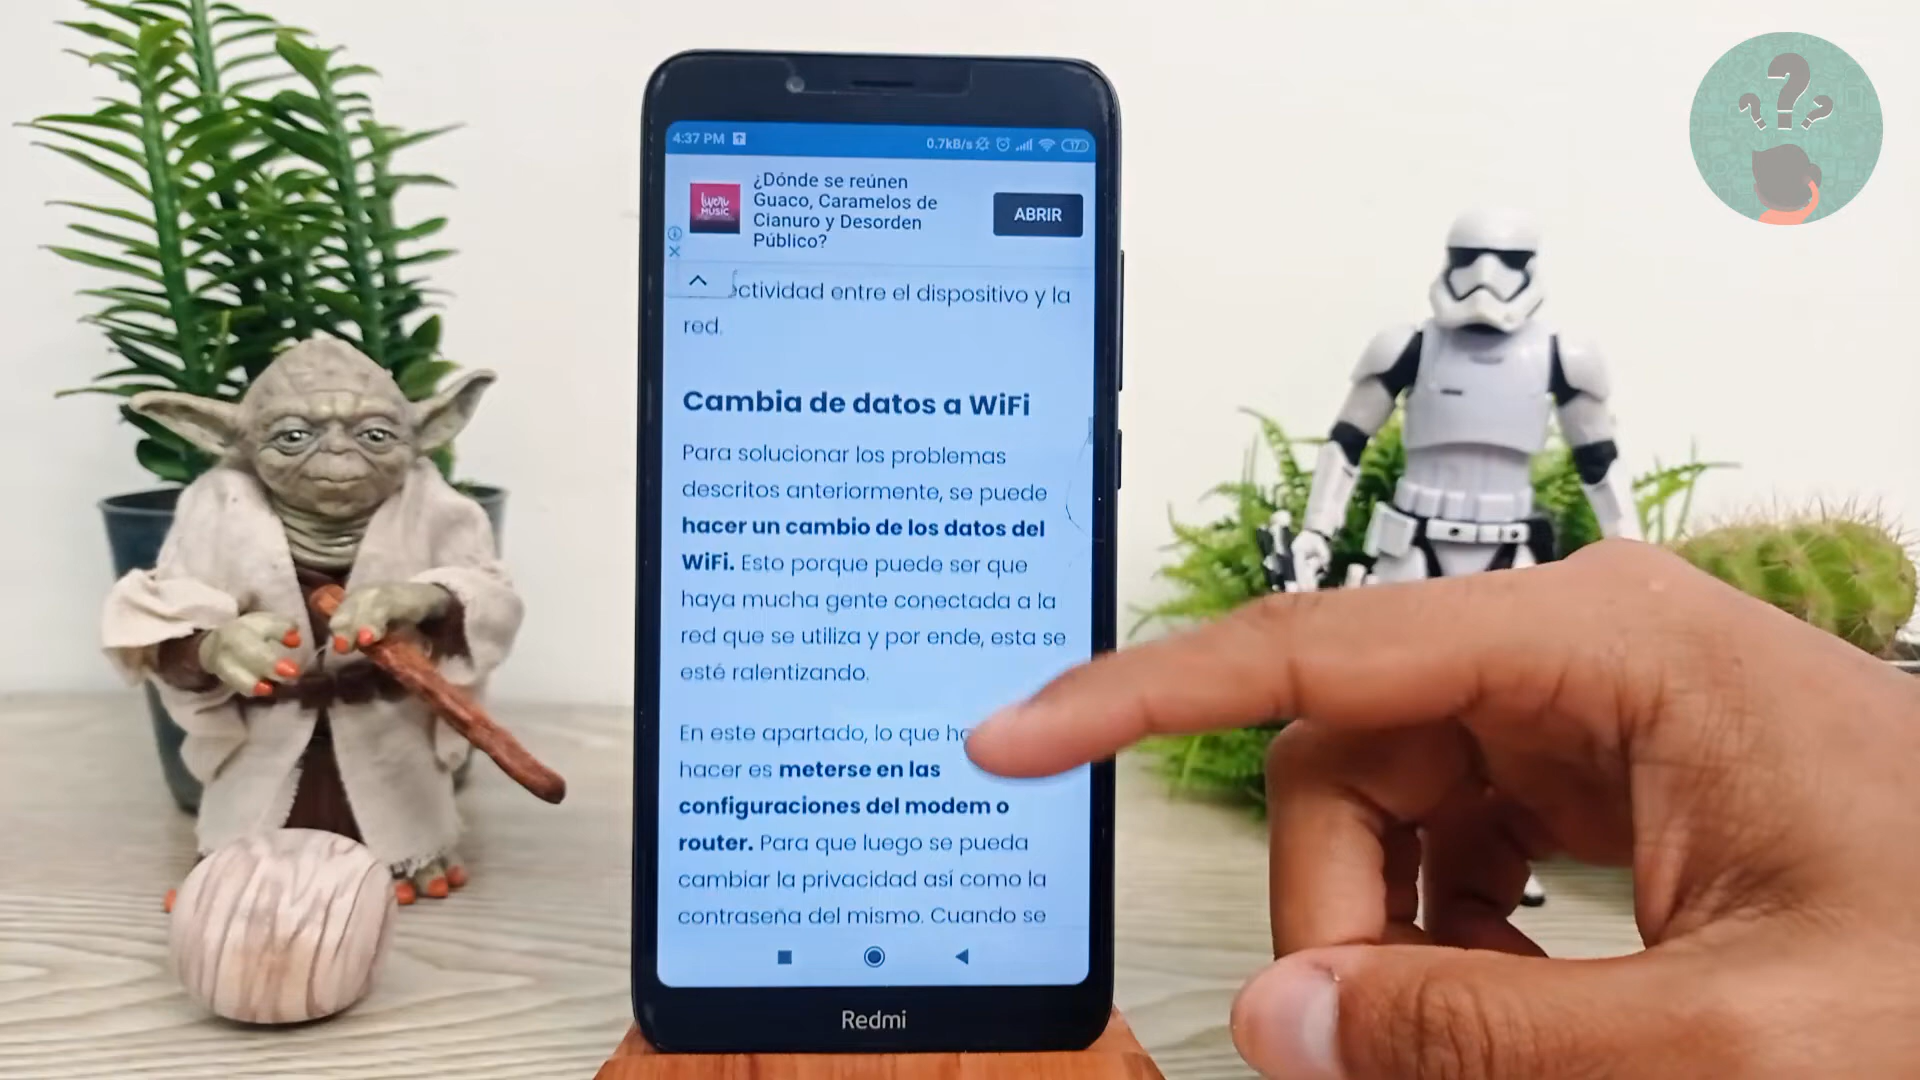 4:37 PM
0.7kB/s
17
liveri
MUSIC
¿Dónde se reúnen
Guaco, Caramelos de
Cianuro y Desorden
Público?
ABRIR
ectividad entre el dispositivo y la
red.
Cambia de datos a WiFi
Para solucionar los problemas
descritos anteriormente, se puede
hacer un cambio de los datos del
WiFi. Esto porque puede ser que
haya mucha gente conectada a la
red que se utiliza y por ende, esta se
esté ralentizando.
En este apartado, lo que
hacer es meterse en las
configuraciones del modem o
router. Para que luego se pueda
cambiar la privacidad así como la
contraseña del mismo. Cuando se
Redmi